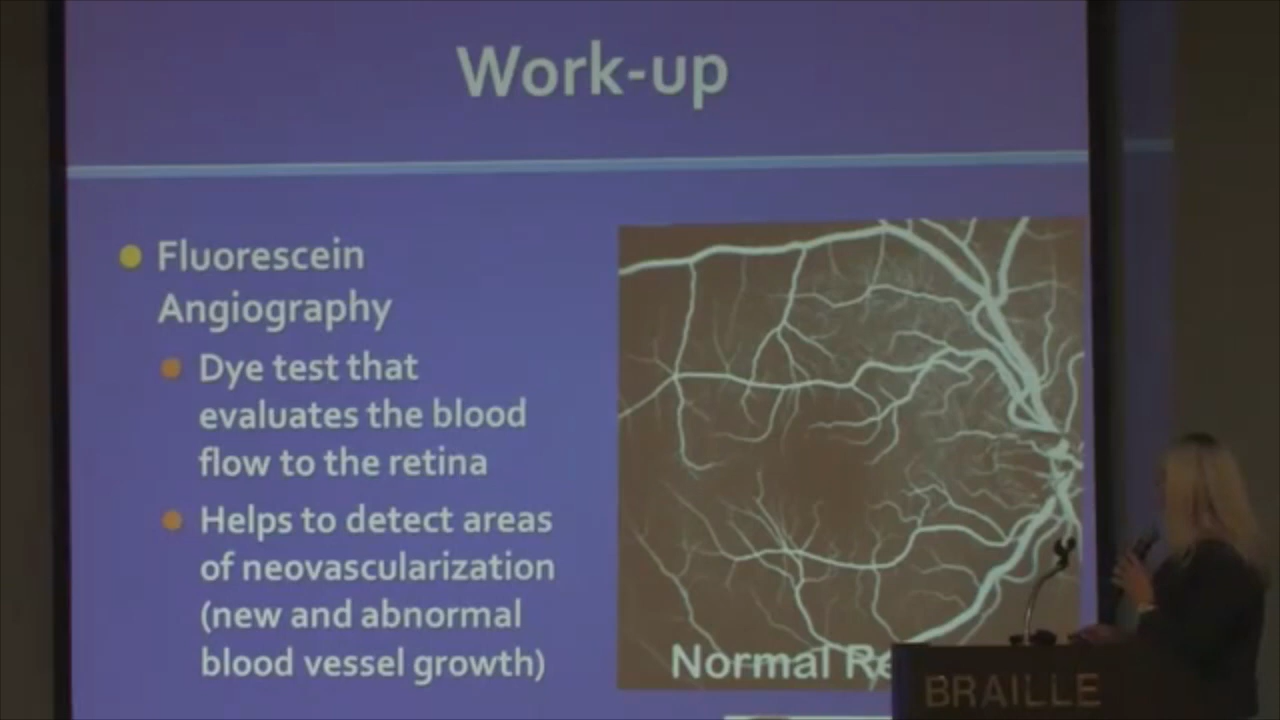 Work-up
Fluorescein
Angiography
Dye test that
evaluates the blood
flow to the retina
Helps to detect areas
of neovascularization
(new and abnormal
blood vessel growth)
Normal
BRAILLE